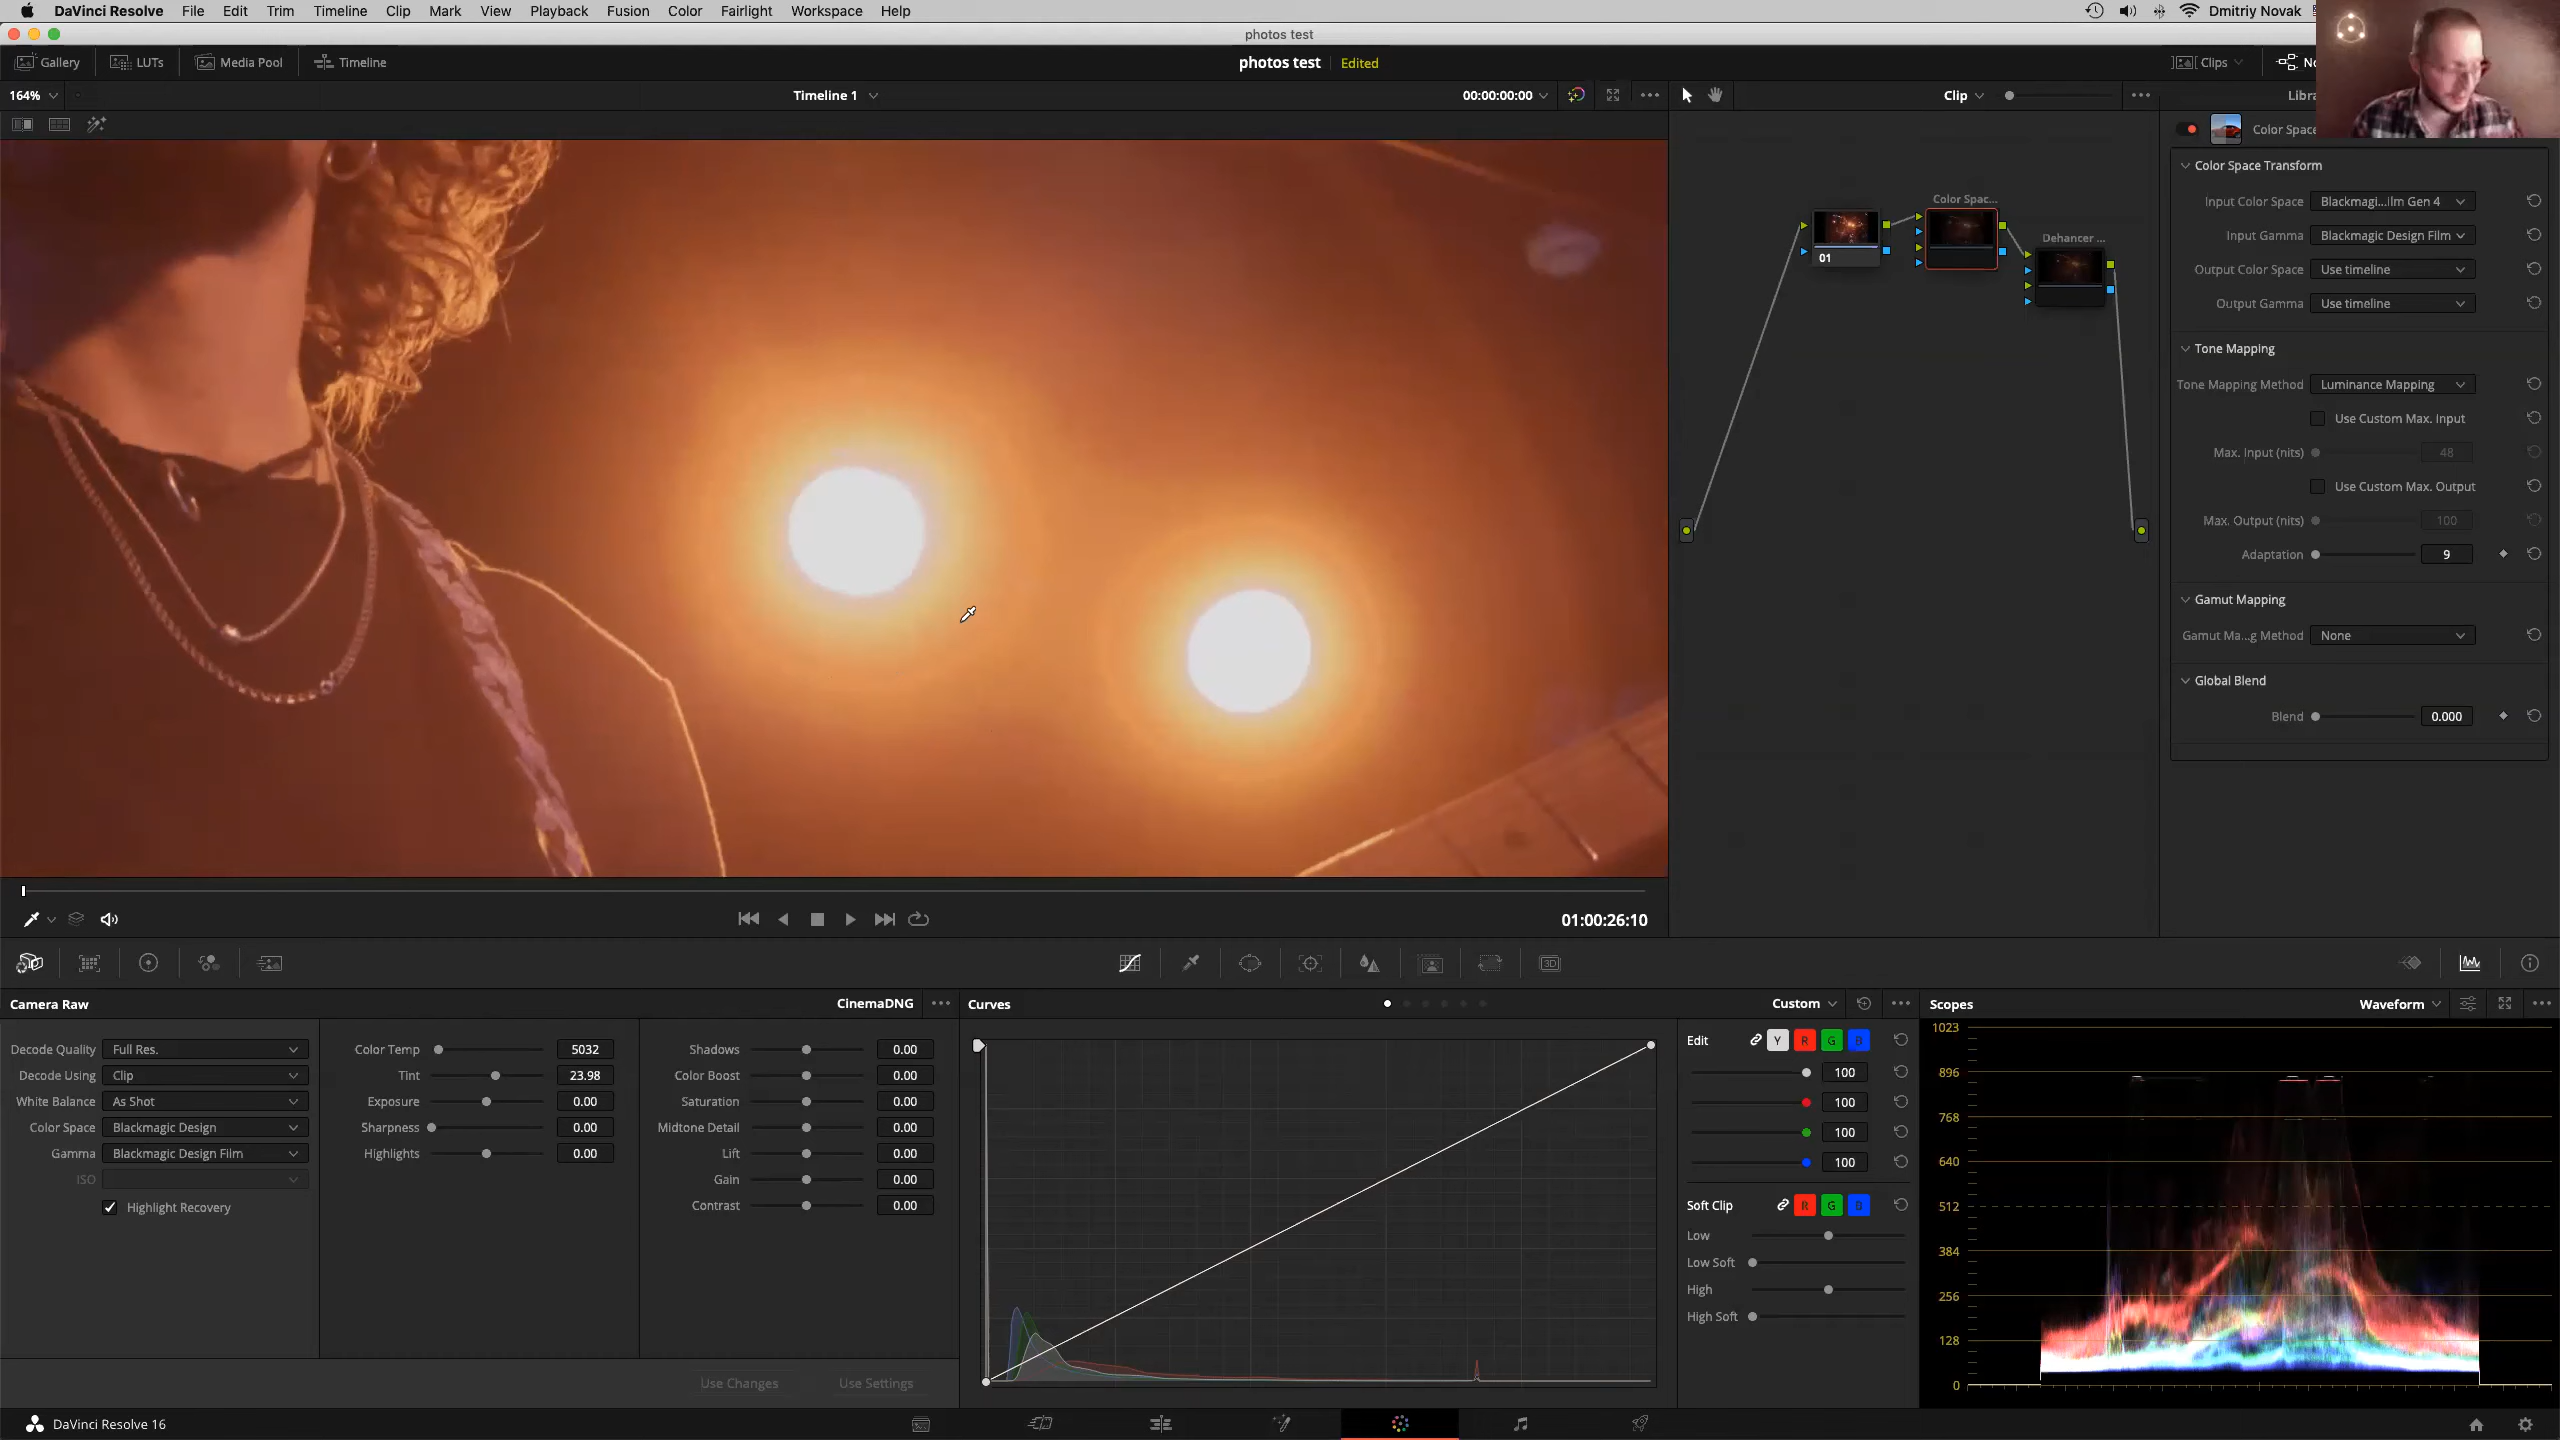 DaVinci Resolve File Edit Trim Timeline Clip Mark View Playback Fusion Color Fairlight Workspace Help Dmitriy Novak
photos test
Gallery LUTs Media Pool Timeline photos test Edited Clips
164% Timeline 1 00:00:00:00 Clip
Color Space
Color Space Transform
Input Color Space Blackmagi...ilm Gen 4
Input Gamma Blackmagic Design Film
Output Color Space Use timeline
Output Gamma Use timeline
Tone Mapping
Tone Mapping Method Luminance Mapping
Use Custom Max. Input
Max. Input (nits) 48
Use Custom Max. Output
Max. Output (nits) 100
Adaptation 9
Gamut Mapping
Gamut Ma...g Method None
Global Blend
Blend 0.000
Color Spac...
01
Dehancer ...
01:00:26:10
Camera Raw CinemaDNG
Decode Quality Full Res.
Decode Using Clip
White Balance As Shot
Color Space Blackmagic Design
Gamma Blackmagic Design Film
ISO
Highlight Recovery
Color Temp 5032
Tint 23.98
Exposure 0.00
Sharpness 0.00
Highlights 0.00
Shadows 0.00
Color Boost 0.00
Saturation 0.00
Midtone Detail 0.00
Lift 0.00
Gain 0.00
Contrast 0.00
Use Changes Use Settings
Curves Custom
Edit Y R G B
100
100
100
100
Soft Clip R G B
Low
Low Soft
High
High Soft
Scopes Waveform
1023
896
768
640
512
384
256
128
0
DaVinci Resolve 16